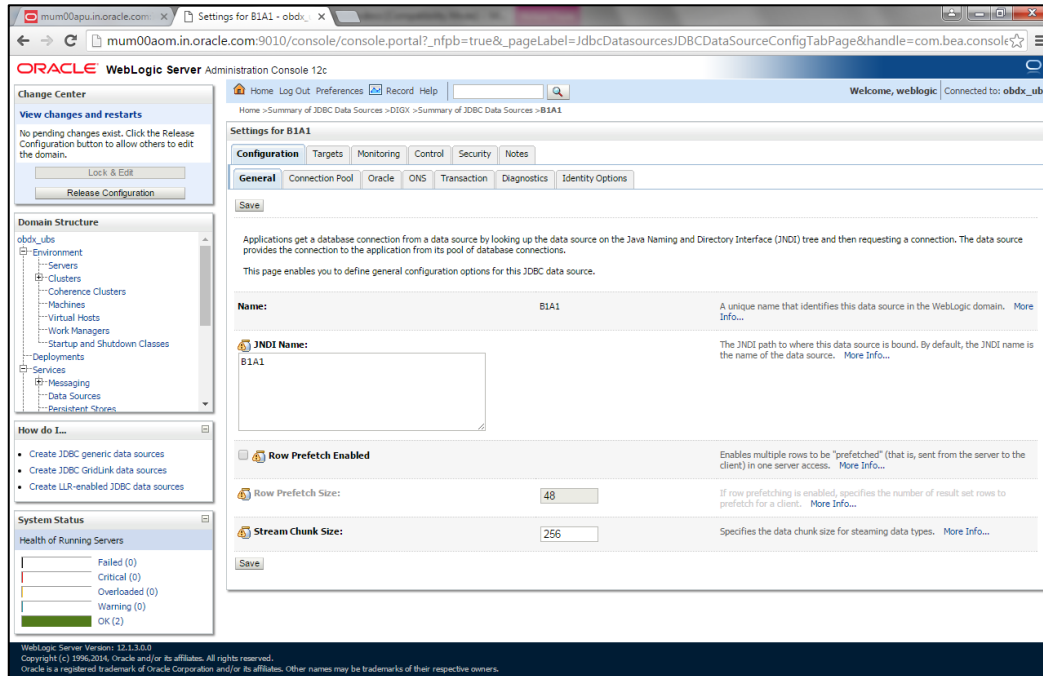 mum00apu.in.oracle.com:
Settings for B1A1 - obdx_
mum00aom.in.oracle.com:9010/console/console.portal?_nfpb=true&_pageLabel=JdbcDatasourcesJDBCDataSourceConfigTabPage&handle=com.bea.console
ORACLE WebLogic Server Administration Console 12c
Change Center
View changes and restarts
No pending changes exist. Click the Release
Configuration button to allow others to edit
the domain.
Lock & Edit
Release Configuration
Domain Structure
obdx_ubs
Environment
Servers
Clusters
Coherence Clusters
Machines
Virtual Hosts
Work Managers
Startup and Shutdown Classes
Deployments
Services
Messaging
Data Sources
Persistent Stores
How do I...
Create JDBC generic data sources
Create JDBC GridLink data sources
Create LLR-enabled JDBC data sources
System Status
Health of Running Servers
Failed (0)
Critical (0)
Overloaded (0)
Warning (0)
OK (2)
Home Log Out Preferences Record Help
Welcome, weblogic Connected to: obdx_ub
Home >Summary of JDBC Data Sources >DIGX >Summary of JDBC Data Sources >B1A1
Settings for B1A1
Configuration Targets Monitoring Control Security Notes
General Connection Pool Oracle ONS Transaction Diagnostics Identity Options
Save
Applications get a database connection from a data source by looking up the data source on the Java Naming and Directory Interface (JNDI) tree and then requesting a connection. The data source
provides the connection to the application from its pool of database connections.
This page enables you to define general configuration options for this JDBC data source.
Name: B1A1 A unique name that identifies this data source in the WebLogic domain. More
Info...
JNDI Name: The JNDI path to where this data source is bound. By default, the JNDI name is
B1A1 the name of the data source. More Info...
Row Prefetch Enabled Enables multiple rows to be "prefetched" (that is, sent from the server to the
client) in one server access. More Info...
Row Prefetch Size: 48 If row prefetching is enabled, specifies the number of result set rows to
prefetch for a client. More Info...
Stream Chunk Size: 256 Specifies the data chunk size for steaming data types. More Info...
Save
WebLogic Server Version: 12.1.3.0.0
Copyright (c) 1996,2014, Oracle and/or its affiliates. All rights reserved.
Oracle is a registered trademark of Oracle Corporation and/or its affiliates. Other names may be trademarks of their respective owners.